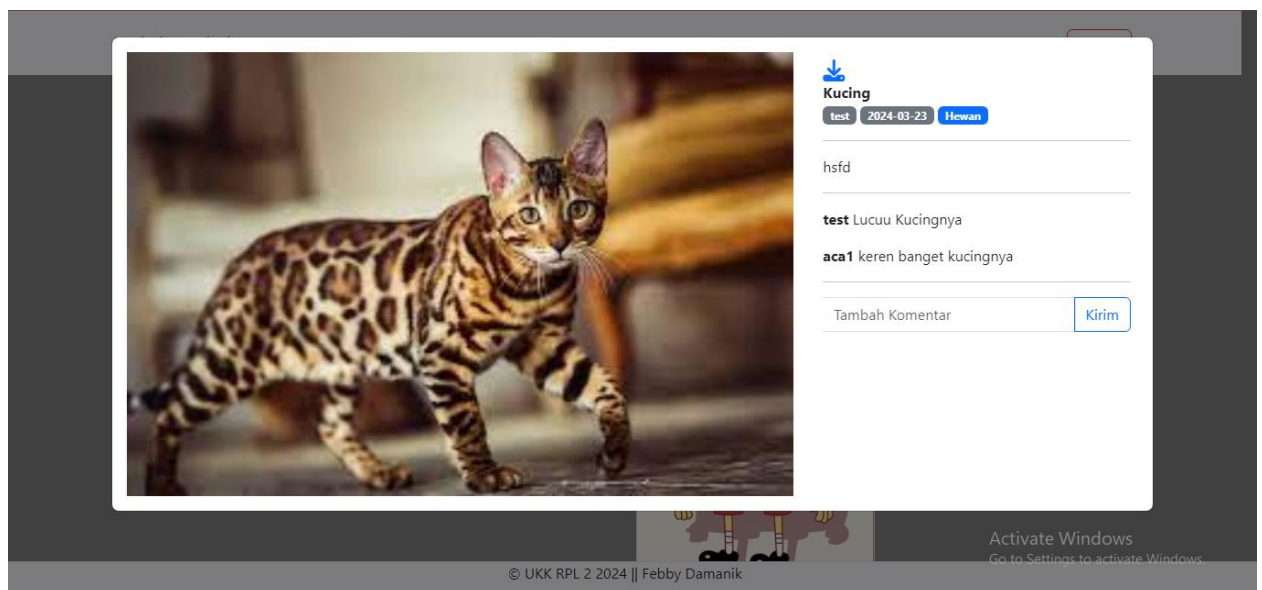 Kucing
test 2024-03-23 Hewan
hsfd
test Lucuu Kucingnya
aca1 keren banget kucingnya
Tambah Komentar Kirim
Activate Windows
Go to Settings to activate Windows.
© UKK RPL 2 2024 || Febby Damanik